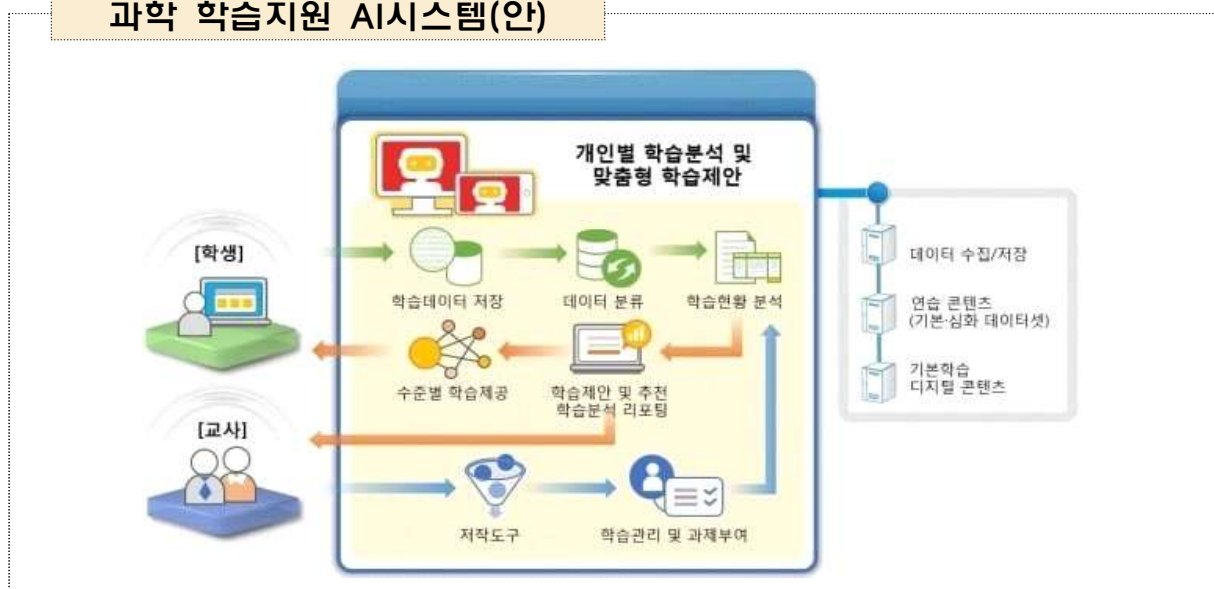 과학 학습지원 AI시스템(안)
개인별 학습분석 및
맞춤형 학습제안
[학생]
학습데이터 저장
데이터 분류
학습현황 분석
수준별 학습제공
학습제안 및 추천
학습분석 리포팅
[교사]
저작도구
학습관리 및 과제부여
데이터 수집/저장
연습 콘텐츠
(기본·심화 데이터셋)
기본학습
디지털 콘텐츠